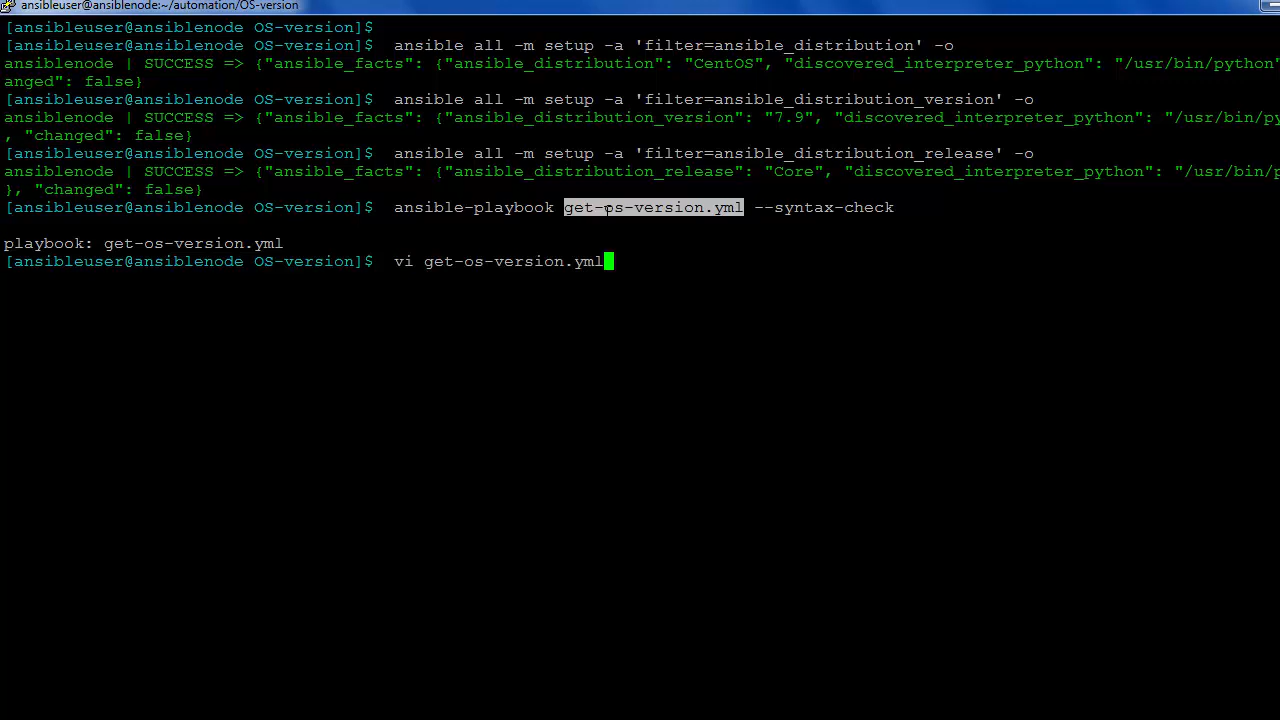 ansibleuser@ansiblenode:~/automation/OS-version
[ansibleuser@ansiblenode OS-version]$
[ansibleuser@ansiblenode OS-version]$  ansible all -m setup -a 'filter=ansible_distribution' -o
ansiblenode | SUCCESS => {"ansible_facts": {"ansible_distribution": "CentOS", "discovered_interpreter_python": "/usr/bin/python"
anged": false}
[ansibleuser@ansiblenode OS-version]$  ansible all -m setup -a 'filter=ansible_distribution_version' -o
ansiblenode | SUCCESS => {"ansible_facts": {"ansible_distribution_version": "7.9", "discovered_interpreter_python": "/usr/bin/py
, "changed": false}
[ansibleuser@ansiblenode OS-version]$  ansible all -m setup -a 'filter=ansible_distribution_release' -o
ansiblenode | SUCCESS => {"ansible_facts": {"ansible_distribution_release": "Core", "discovered_interpreter_python": "/usr/bin/p
}, "changed": false}
[ansibleuser@ansiblenode OS-version]$  ansible-playbook get-os-version.yml --syntax-check
playbook: get-os-version.yml
[ansibleuser@ansiblenode OS-version]$  vi get-os-version.yml